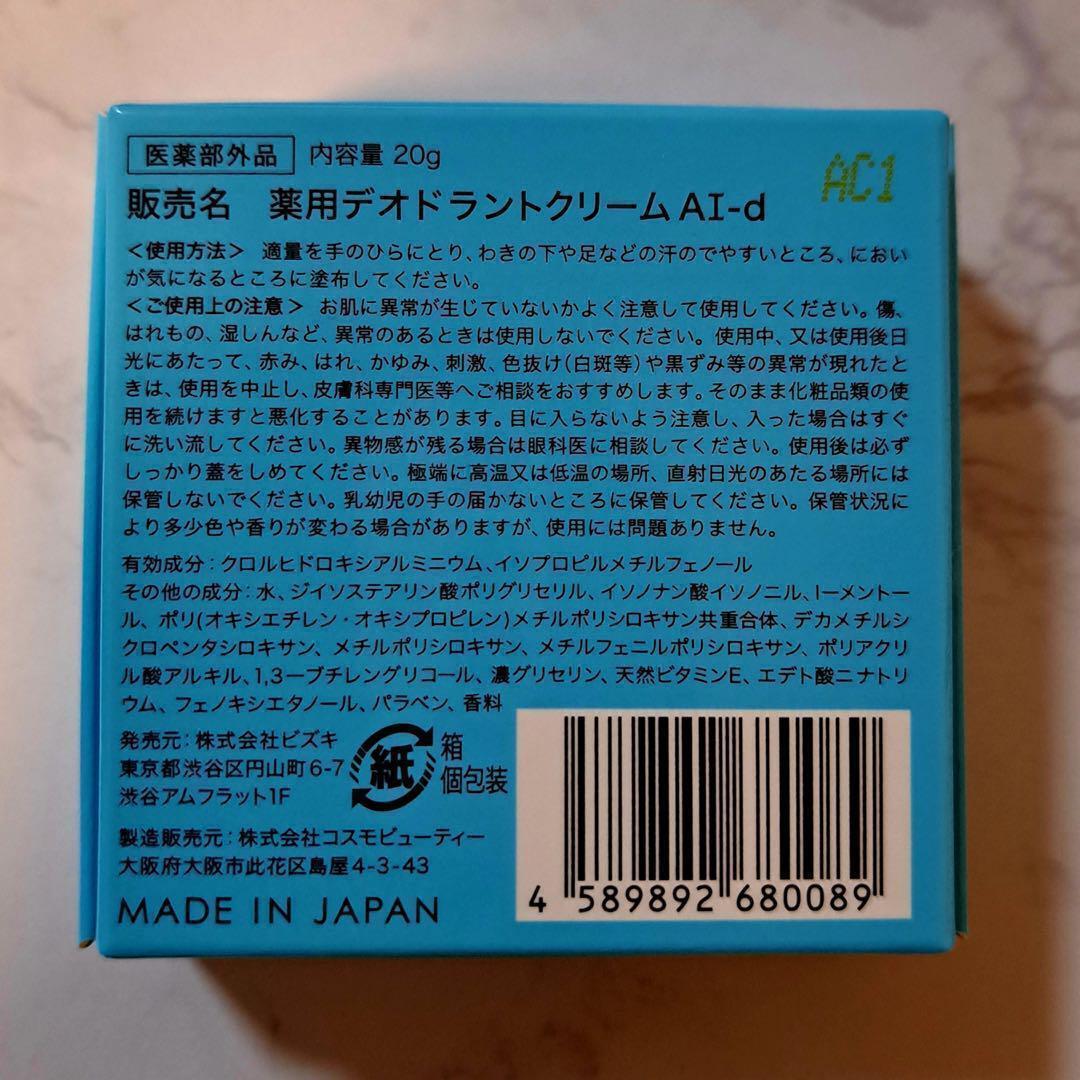 医薬部外品 内容量 20g
AC1
販売名 薬用デオドラントクリームAI-d
＜使用方法＞ 適量を手のひらにとり、わきの下や足などの汗のでやすいところ、におい
が気になるところに塗布してください。
＜ご使用上の注意＞ お肌に異常が生じていないかよく注意して使用してください。傷、
はれもの、湿しんなど、異常のあるときは使用しないでください。使用中、又は使用後日
光にあたって、赤み、はれ、かゆみ、刺激、色抜け(白斑等)や黒ずみ等の異常が現れたと
きは、使用を中止し、皮膚科専門医等へご相談をおすすめします。そのまま化粧品類の使
用を続けますと悪化することがあります。目に入らないよう注意し、入った場合はすぐ
に洗い流してください。異物感が残る場合は眼科医に相談してください。使用後は必ず
しっかり蓋をしめてください。極端に高温又は低温の場所、直射日光のあたる場所には
保管しないでください。乳幼児の手の届かないところに保管してください。保管状況に
より多少色や香りが変わる場合がありますが、使用には問題ありません。
有効成分：クロルヒドロキシアルミニウム、イソプロピルメチルフェノール
その他の成分：水、ジイソステアリン酸ポリグリセリル、イソノナン酸イソノニル、l－メントー
ル、ポリ(オキシエチレン・オキシプロピレン)メチルポリシロキサン共重合体、デカメチルシ
クロペンタシロキサン、メチルポリシロキサン、メチルフェニルポリシロキサン、ポリアクリ
ル酸アルキル、1,3－ブチレングリコール、濃グリセリン、天然ビタミンE、エデト酸ニナトリ
ウム、フェノキシエタノール、パラベン、香料
発売元：株式会社ビズキ
東京都渋谷区円山町6-7
渋谷アムフラット1F
紙
箱
個包装
製造販売元：株式会社コスモビューティー
大阪府大阪市此花区島屋4-3-43
MADE IN JAPAN
4 589892 680089